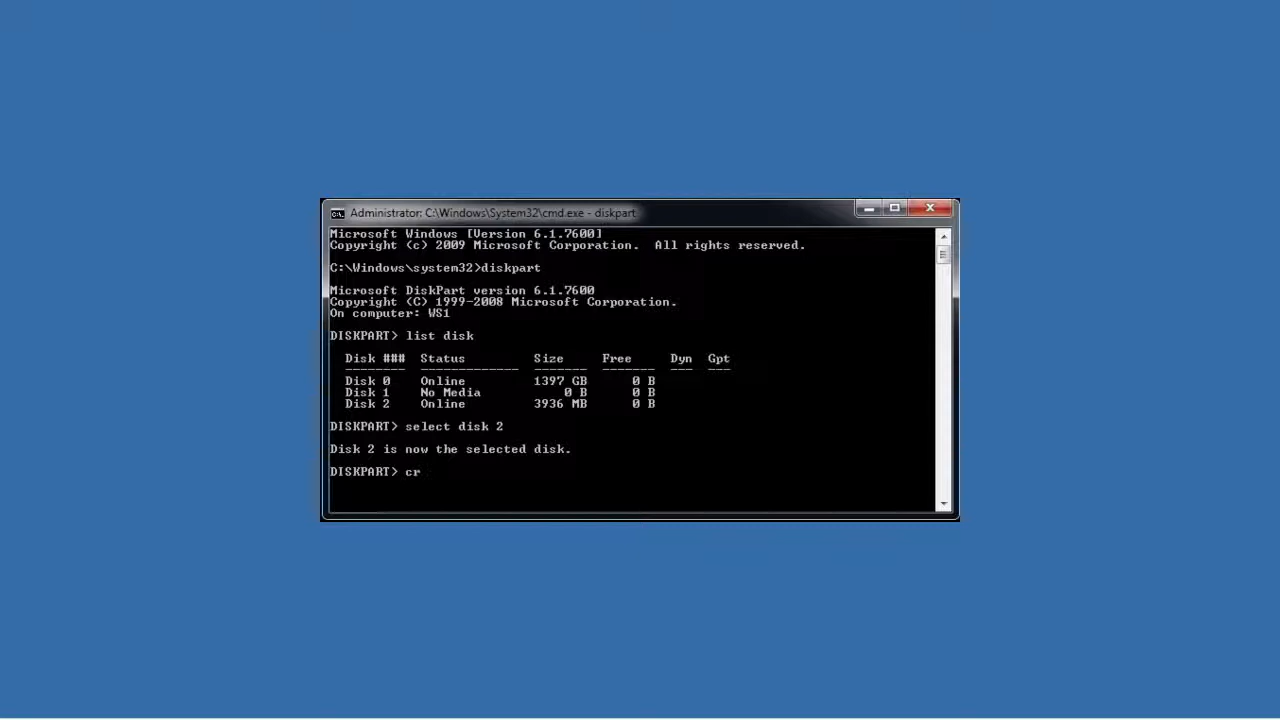 Administrator: C:\Windows\System32\cmd.exe - diskpart
Microsoft Windows [Version 6.1.7600]
Copyright (c) 2009 Microsoft Corporation.  All rights reserved.
C:\Windows\system32>diskpart
Microsoft DiskPart version 6.1.7600
Copyright (C) 1999-2008 Microsoft Corporation.
On computer: WS1
DISKPART> list disk
Disk ###  Status         Size     Free     Dyn  Gpt
--------  -------------  -------  -------  ---  ---
Disk 0    Online         1397 GB      0 B
Disk 1    No Media          0 B      0 B
Disk 2    Online         3936 MB      0 B
DISKPART> select disk 2
Disk 2 is now the selected disk.
DISKPART> cr